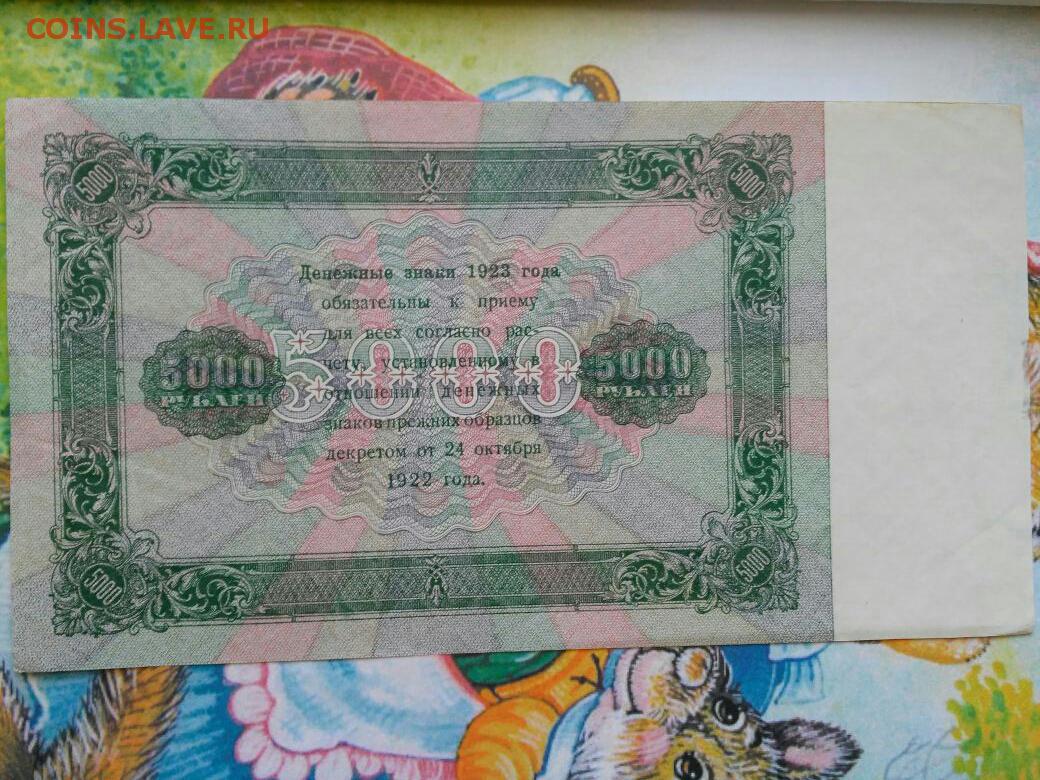 COINS.LAVE.RU
5000
5000
Денежные знаки 1923 года
обязательны к приему
для всех согласно рас-
чету, установленному в
отношении денежных
знаков прежних образцов
декретом от 24 октября
1922 года.
5000
РУБЛЕЙ
5000
5000
РУБЛЕЙ
5000
5000